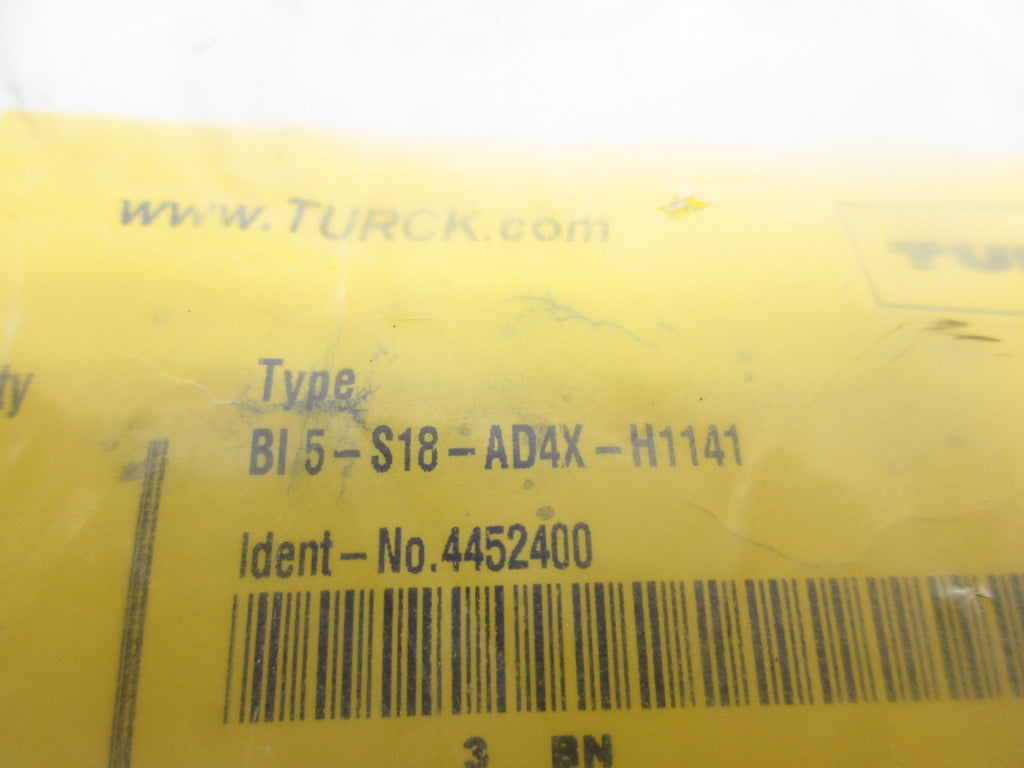 www.TURCK.com
Type
BI 5-S18-AD4X-H1141
Ident-No.4452400
3 BN